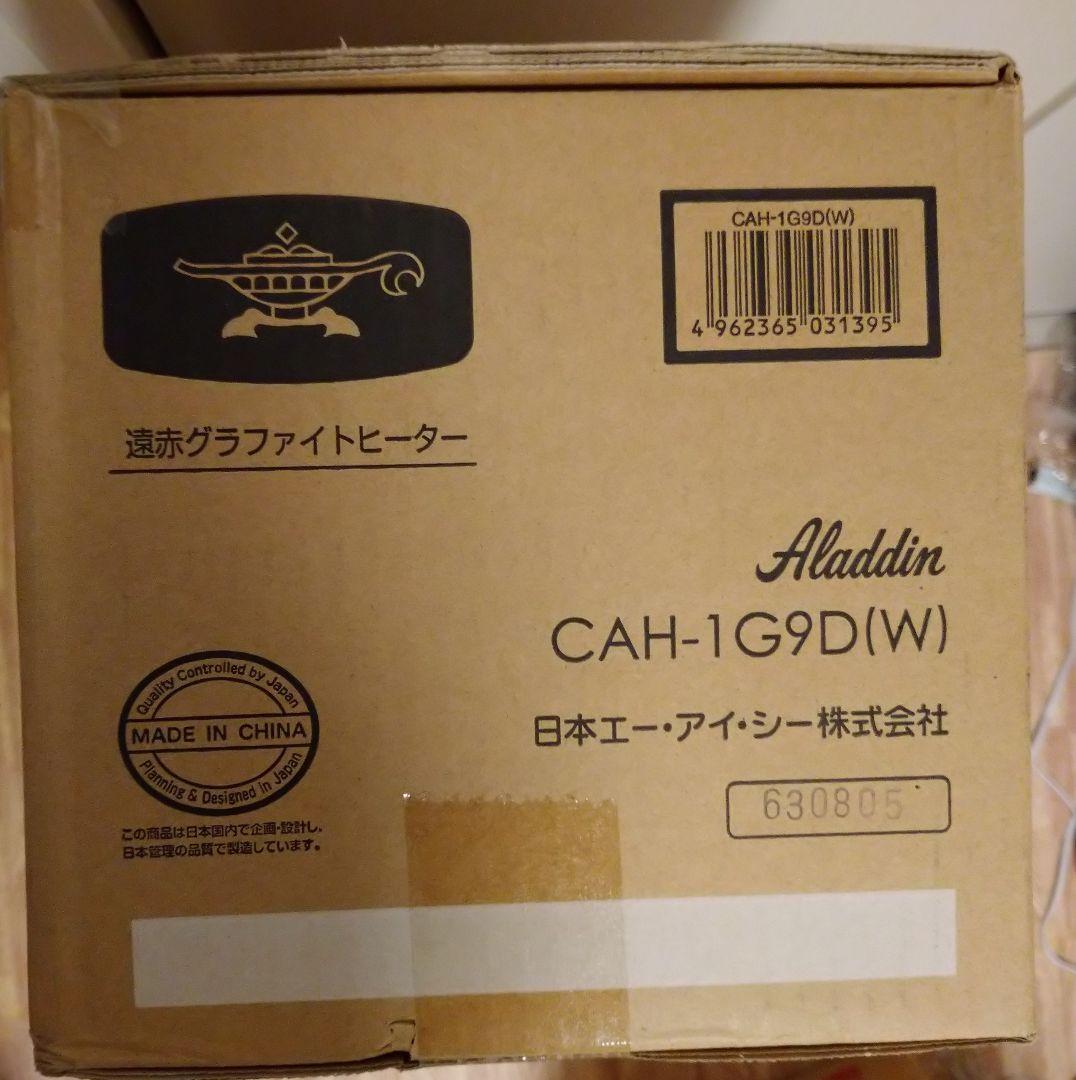 CAH-1G9D(W)
4 962365 031395
遠赤グラファイトヒーター
Aladdin
CAH-1G9D(W)
日本エー・アイ・シー株式会社
630805
Quality Controlled by Japan
MADE IN CHINA
Planning & Designed in Japan
この商品は日本国内で企画・設計し、
日本管理の品質で製造しています。